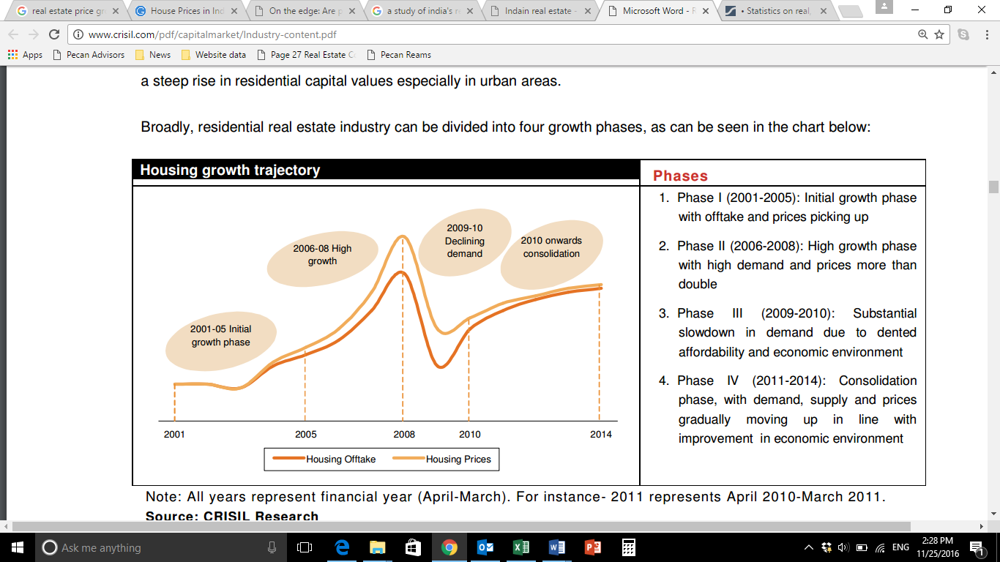 real estate price gr
House Prices in Ind
On the edge: Are p
a study of india's r
Indain real estate -
Microsoft Word - R
• Statistics on real
www.crisil.com/pdf/capitalmarket/Industry-content.pdf
Apps
Pecan Advisors
News
Website data
Page 27 Real Estate C
Pecan Reams
a steep rise in residential capital values especially in urban areas.
Broadly, residential real estate industry can be divided into four growth phases, as can be seen in the chart below:
Housing growth trajectory
2001-05 Initial
growth phase
2006-08 High
growth
2009-10
Declining
demand
2010 onwards
consolidation
2001
2005
2008
2010
2014
Housing Offtake
Housing Prices
Phases
1. Phase I (2001-2005): Initial growth phase
with offtake and prices picking up
2. Phase II (2006-2008): High growth phase
with high demand and prices more than
double
3. Phase III (2009-2010): Substantial
slowdown in demand due to dented
affordability and economic environment
4. Phase IV (2011-2014): Consolidation
phase, with demand, supply and prices
gradually moving up in line with
improvement in economic environment
Note: All years represent financial year (April-March). For instance- 2011 represents April 2010-March 2011.
Source: CRISIL Research
Ask me anything
ENG
2:28 PM
11/25/2016
1